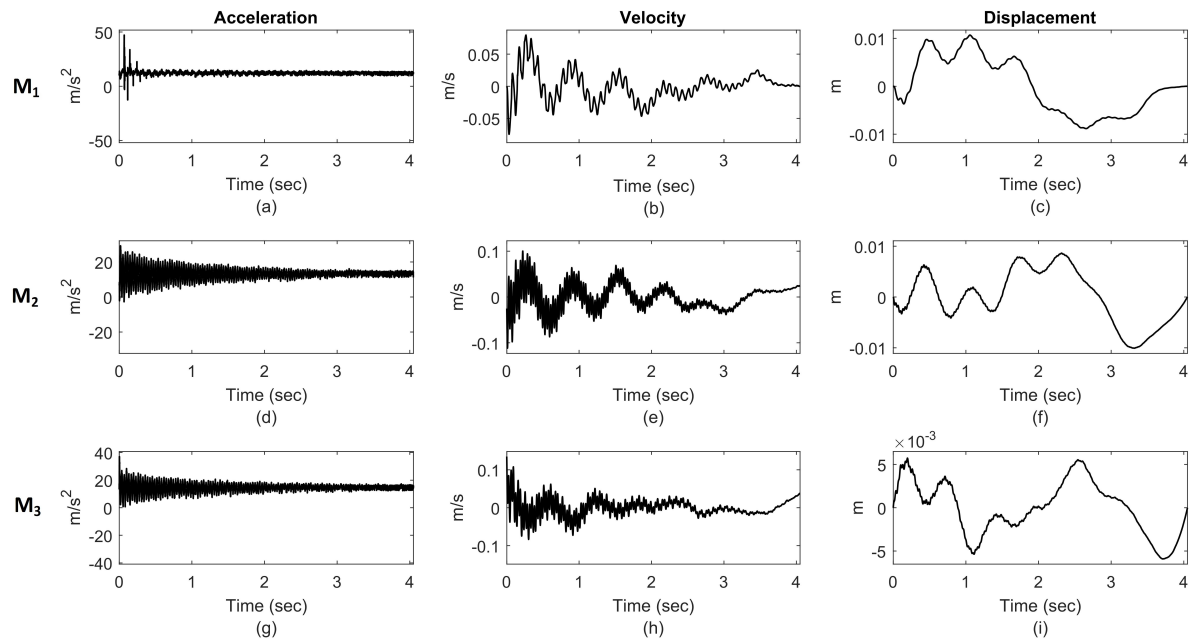 Acceleration Velocity Displacement
M1
50
0
-50
m/s2
0 1 2 3 4
Time (sec)
(a)
0.05
0
-0.05
m/s
0 1 2 3 4
Time (sec)
(b)
0.01
0
-0.01
m
0 1 2 3 4
Time (sec)
(c)
M2
20
0
-20
m/s2
0 1 2 3 4
Time (sec)
(d)
0.1
0
-0.1
m/s
0 1 2 3 4
Time (sec)
(e)
0.01
0
-0.01
m
0 1 2 3 4
Time (sec)
(f)
M3
40
20
0
-20
-40
m/s2
0 1 2 3 4
Time (sec)
(g)
0.1
0
-0.1
m/s
0 1 2 3 4
Time (sec)
(h)
×10-3
5
0
-5
m
0 1 2 3 4
Time (sec)
(i)